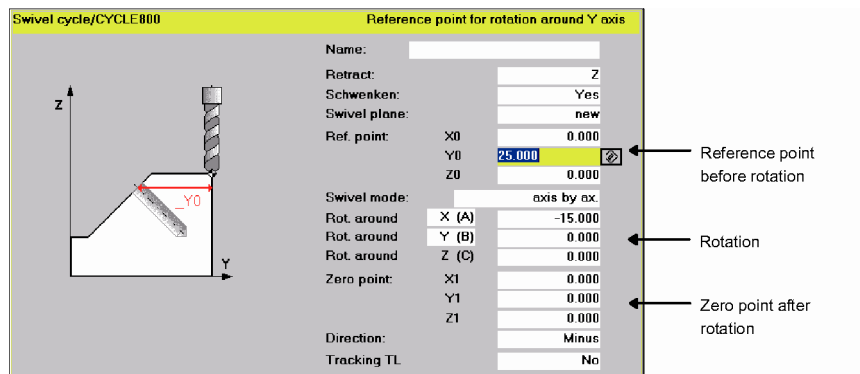 Swivel cycle/CYCLE800 Reference point for rotation around Y axis
Name:
Retract: Z
Schwenken: Yes
Swivel plane: new
Ref. point: X0 0.000
Y0 25.000
Z0 0.000
Swivel mode: axis by ax.
Rot. around X (A) -15.000
Rot. around Y (B) 0.000
Rot. around Z (C) 0.000
Zero point: X1 0.000
Y1 0.000
Z1 0.000
Direction: Minus
Tracking TL No
Z
_Y0
Y
Reference point
before rotation
Rotation
Zero point after
rotation